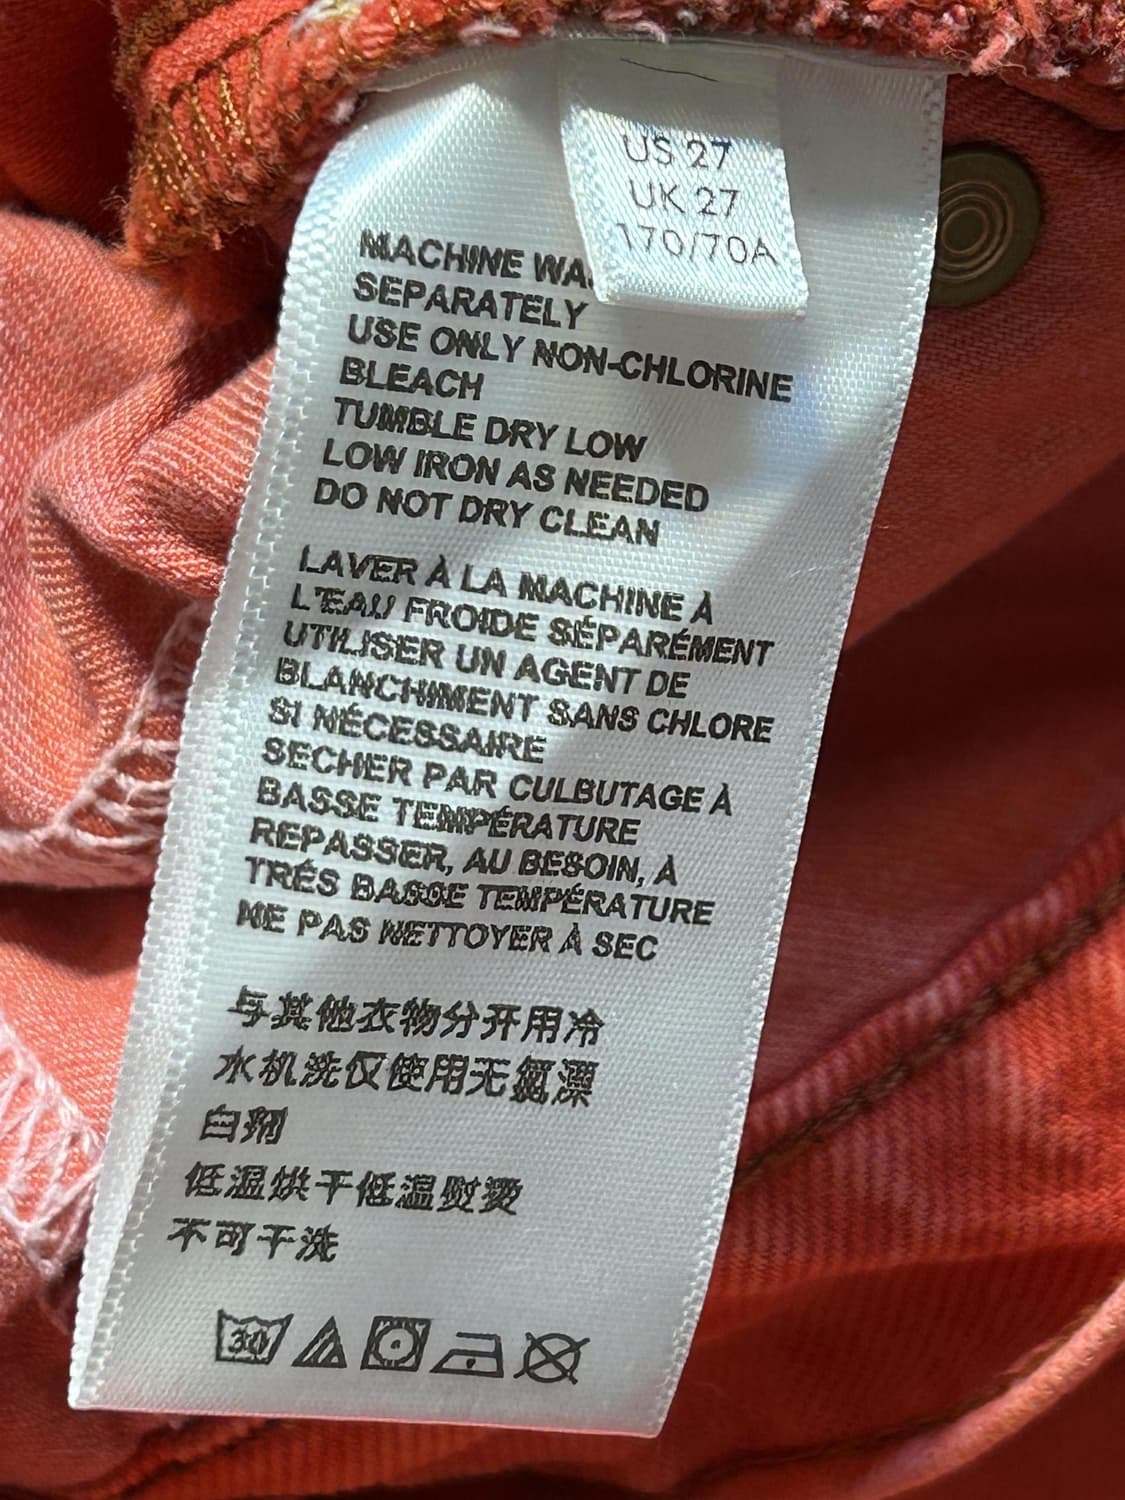 US 27
UK 27
170/70A
MACHINE WA
SEPARATELY
USE ONLY NON-CHLORINE
BLEACH
TUMBLE DRY LOW
LOW IRON AS NEEDED
DO NOT DRY CLEAN
LAVER À LA MACHINE À
L'EAU FROIDE SÉPARÉMENT
UTILISER UN AGENT DE
BLANCHIMENT SANS CHLORE
SI NÉCESSAIRE
SECHER PAR CULBUTAGE À
BASSE TEMPÉRATURE
REPASSER, AU BESOIN, À
TRÉS BASSE TEMPÉRATURE
NE PAS NETTOYER À SEC
与其他衣物分开用冷
水机洗仅使用无氯漂
白剂
低温烘干低温熨烫
不可干洗
30